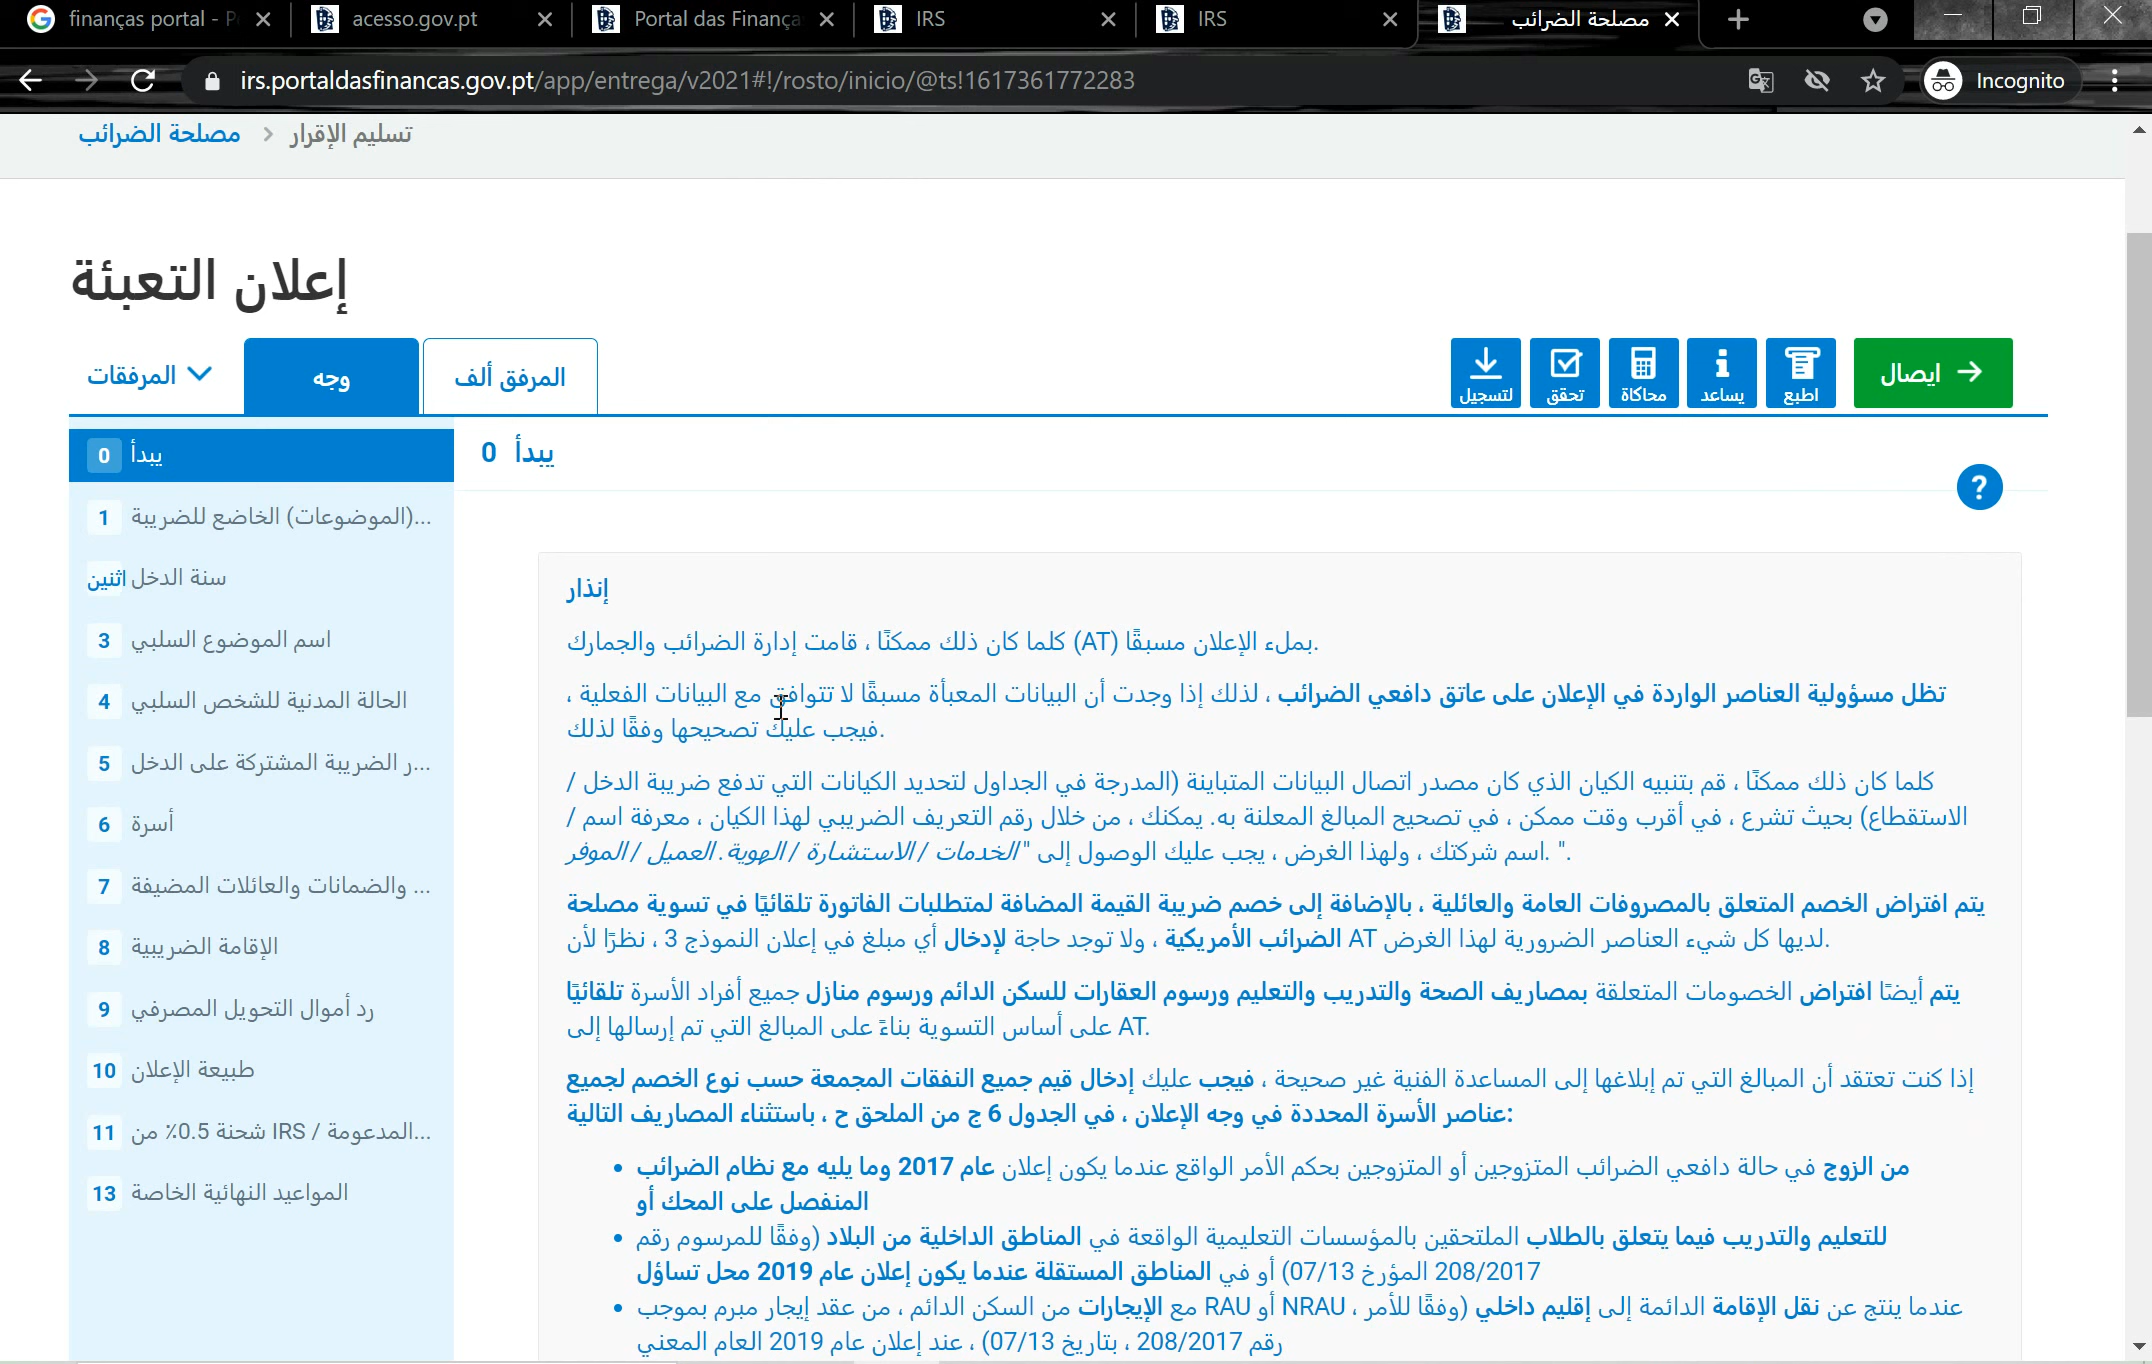 finanças portal - P
acesso.gov.pt
Portal das Finança
IRS
IRS
مصلحة الضرائب
irs.portaldasfinancas.gov.pt/app/entrega/v2021#!/rosto/inicio/@ts!1617361772283
Incognito
مصلحة الضرائب > تسليم الإقرار
إعلان التعبئة
المرفقات
وجه
المرفق ألف
لتسجيل
تحقق
محاكاة
يساعد
اطبع
ايصال
0 يبدأ
1 (الموضوعات) الخاضع للضريبة...
اثنين سنة الدخل
3 اسم الموضوع السلبي
4 الحالة المدنية للشخص السلبي
5 ر الضريبة المشتركة على الدخل...
6 أسرة
7 والضمانات والعائلات المضيفة ...
8 الإقامة الضريبية
9 رد أموال التحويل المصرفي
10 طبيعة الإعلان
11 شحنة 0.5٪ من IRS / المدعومة...
13 المواعيد النهائية الخاصة
0 يبدأ
?
إنذار
كلما كان ذلك ممكنًا ، قامت إدارة الضرائب والجمارك (AT) بملء الإعلان مسبقًا.
تظل مسؤولية العناصر الواردة في الإعلان على عاتق دافعي الضرائب ، لذلك إذا وجدت أن البيانات المعبأة مسبقًا لا تتوافق مع البيانات الفعلية ،
فيجب عليك تصحيحها وفقًا لذلك.
كلما كان ذلك ممكنًا ، قم بتنبيه الكيان الذي كان مصدر اتصال البيانات المتباينة (المدرجة في الجداول لتحديد الكيانات التي تدفع ضريبة الدخل /
الاستقطاع) بحيث تشرع ، في أقرب وقت ممكن ، في تصحيح المبالغ المعلنة به. يمكنك ، من خلال رقم التعريف الضريبي لهذا الكيان ، معرفة اسم /
اسم شركتك ، ولهذا الغرض ، يجب عليك الوصول إلى "الخدمات / الاستشارة / الهوية. العميل / الموفر ".
يتم افتراض الخصم المتعلق بالمصروفات العامة والعائلية ، بالإضافة إلى خصم ضريبة القيمة المضافة لمتطلبات الفاتورة تلقائيًا في تسوية مصلحة
الضرائب الأمريكية ، ولا توجد حاجة لإدخال أي مبلغ في إعلان النموذج 3 ، نظرًا لأن AT لديها كل شيء العناصر الضرورية لهذا الغرض.
يتم أيضًا افتراض الخصومات المتعلقة بمصاريف الصحة والتدريب والتعليم ورسوم العقارات للسكن الدائم ورسوم منازل جميع أفراد الأسرة تلقائيًا
على أساس التسوية بناءً على المبالغ التي تم إرسالها إلى AT.
إذا كنت تعتقد أن المبالغ التي تم إبلاغها إلى المساعدة الفنية غير صحيحة ، فيجب عليك إدخال قيم جميع النفقات المجمعة حسب نوع الخصم لجميع
عناصر الأسرة المحددة في وجه الإعلان ، في الجدول 6 ج من الملحق ح ، باستثناء المصاريف التالية:
• من الزوج في حالة دافعي الضرائب المتزوجين أو المتزوجين بحكم الأمر الواقع عندما يكون إعلان عام 2017 وما يليه مع نظام الضرائب
المنفصل على المحك أو
• للتعليم والتدريب فيما يتعلق بالطلاب الملتحقين بالمؤسسات التعليمية الواقعة في المناطق الداخلية من البلاد (وفقًا للمرسوم رقم
208/2017 المؤرخ 07/13) أو في المناطق المستقلة عندما يكون إعلان عام 2019 محل تساؤل
• عندما ينتج عن نقل الإقامة الدائمة إلى إقليم داخلي (وفقًا للأمر ، NRAU أو RAU مع الإيجارات من السكن الدائم ، من عقد إيجار مبرم بموجب
رقم 208/2017 ، بتاريخ 07/13) ، عند إعلان عام 2019 العام المعني